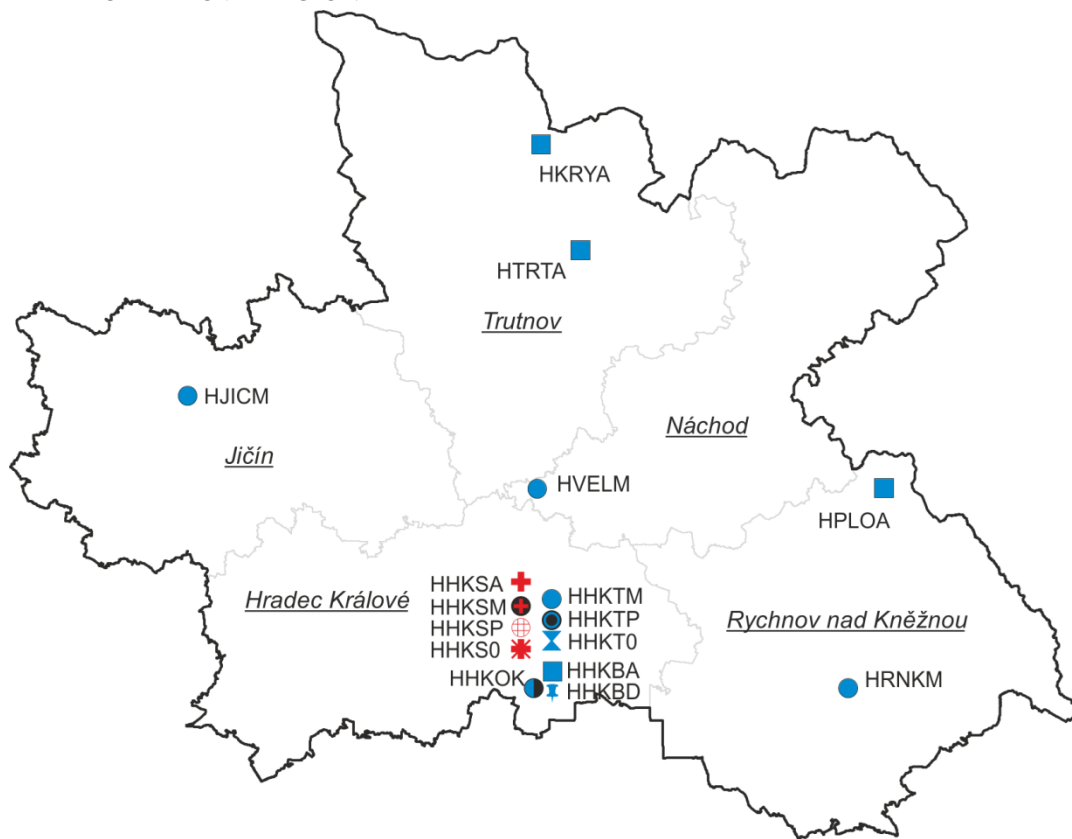 HKRYA
HTRTA
Trutnov
HJICM
Náchod
Jičín
HVELM
HPLOA
HHKSA
HHKTM
Hradec Králové
HHKSM
HHKTP
Rychnov nad Kněžnou
HHKSP
HHKT0
HHKS0
HHKBA
HHKOK
HHKBD
HRNKM